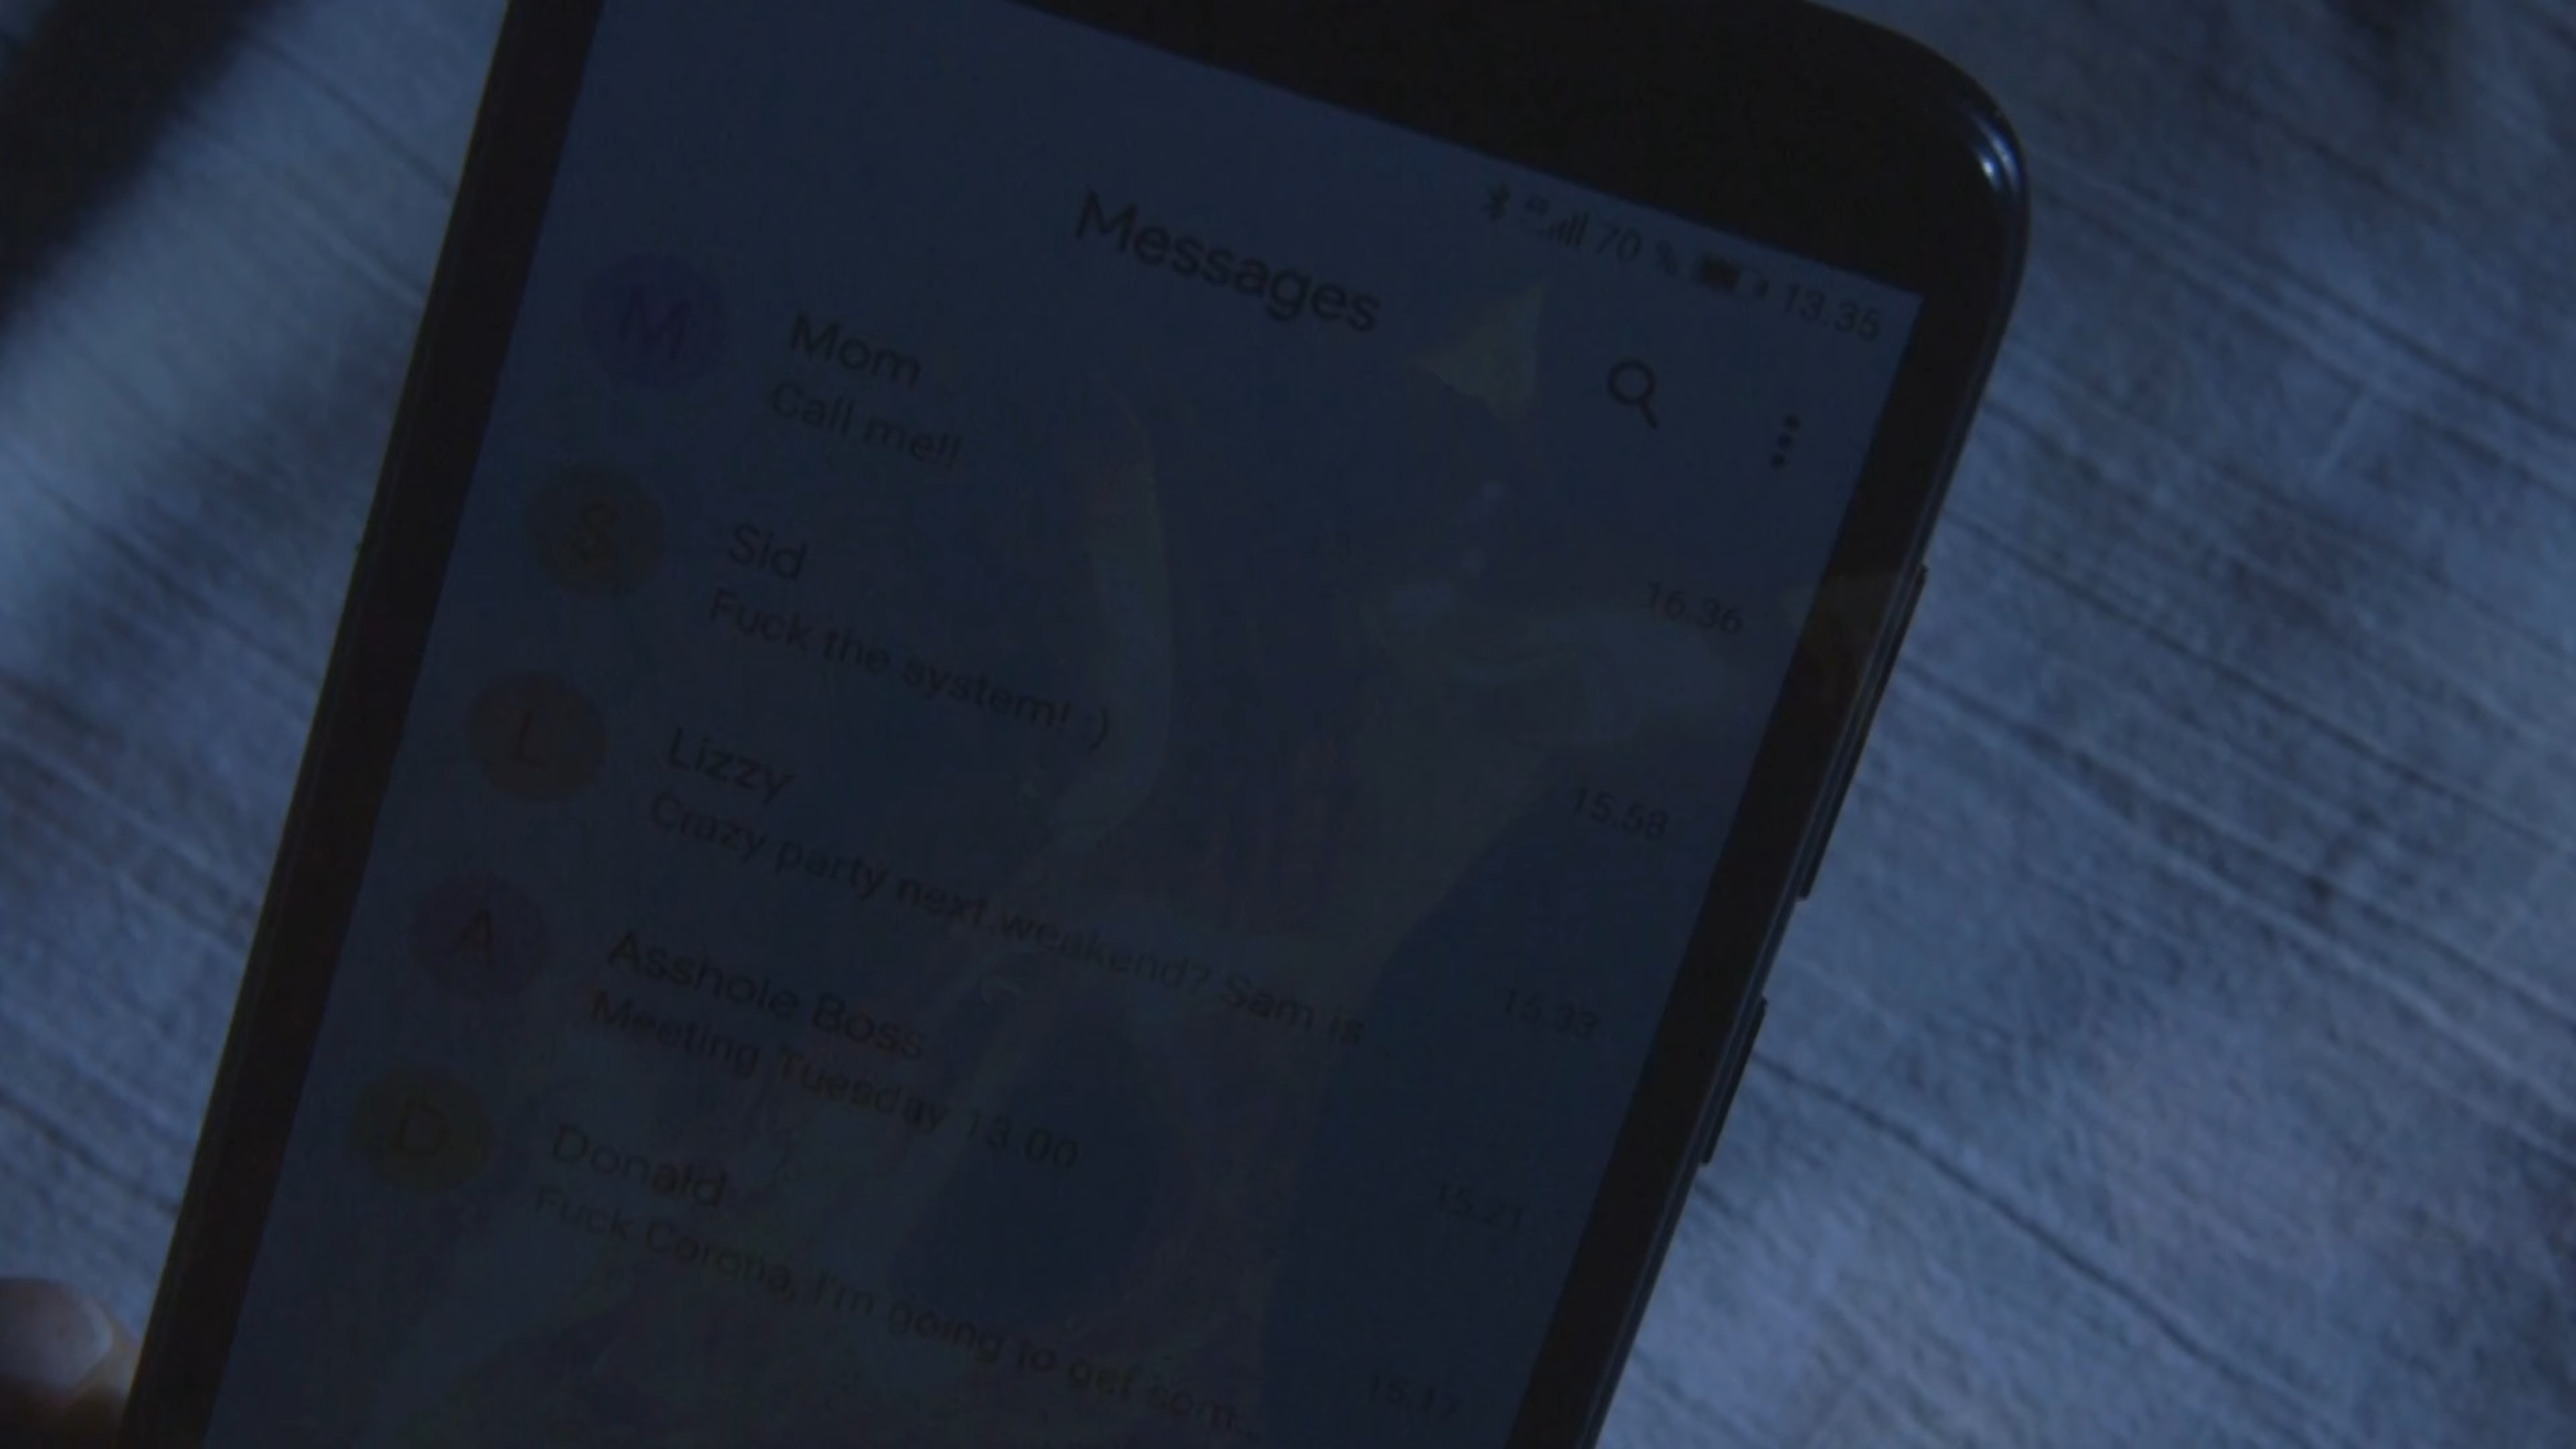 70 % 13.35
Messages
M
Mom
Call me!!
16.36
S
Sid
Fuck the system! :)
15.58
L
Lizzy
Crazy party next weakend? Sam is
15.33
A
Asshole Boss
Meeting Tuesday 13.00
15.21
D
Donald
Fuck Corona, I'm going to get som...
15.17